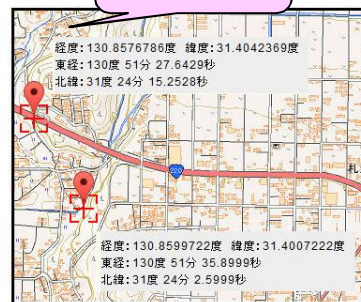 経度:130.8576786度 緯度:31.4042369度
東経:130度 51分 27.6429秒
北緯:31度 24分 15.2528秒
220
札
経度:130.8599722度 緯度:31.4007222度
東経:130度 51分 35.8999秒
北緯:31度 24分 2.5999秒